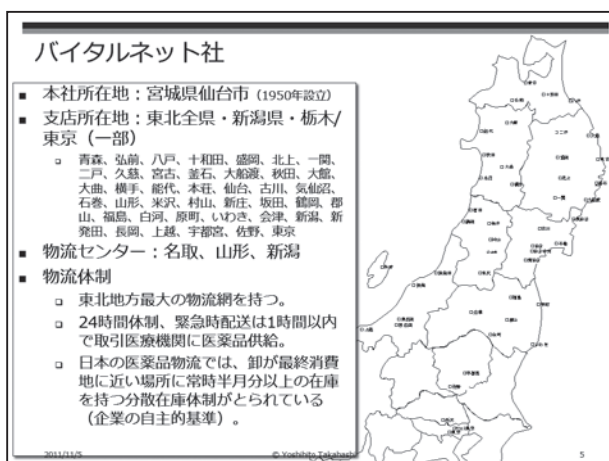 バイタルネット社
■ 本社所在地：宮城県仙台市（1950年設立）
■ 支店所在地：東北全県・新潟県・栃木/
東京（一部）
□ 青森、弘前、八戸、十和田、盛岡、北上、一関、
二戸、久慈、宮古、釜石、大船渡、秋田、大館、
大曲、横手、能代、本荘、仙台、古川、気仙沼、
石巻、山形、米沢、村山、新庄、坂田、鶴岡、郡
山、福島、白河、原町、いわき、会津、新潟、新
発田、長岡、上越、宇都宮、佐野、東京
■ 物流センター：名取、山形、新潟
■ 物流体制
□ 東北地方最大の物流網を持つ。
□ 24時間体制、緊急時配送は1時間以内
で取引医療機関に医薬品供給。
□ 日本の医薬品物流では、卸が最終消費
地に近い場所に常時半月分以上の在庫
を持つ分散在庫体制がとられている
（企業の自主的基準）。
2011/11/5
© Yoshihito Takahashi
5